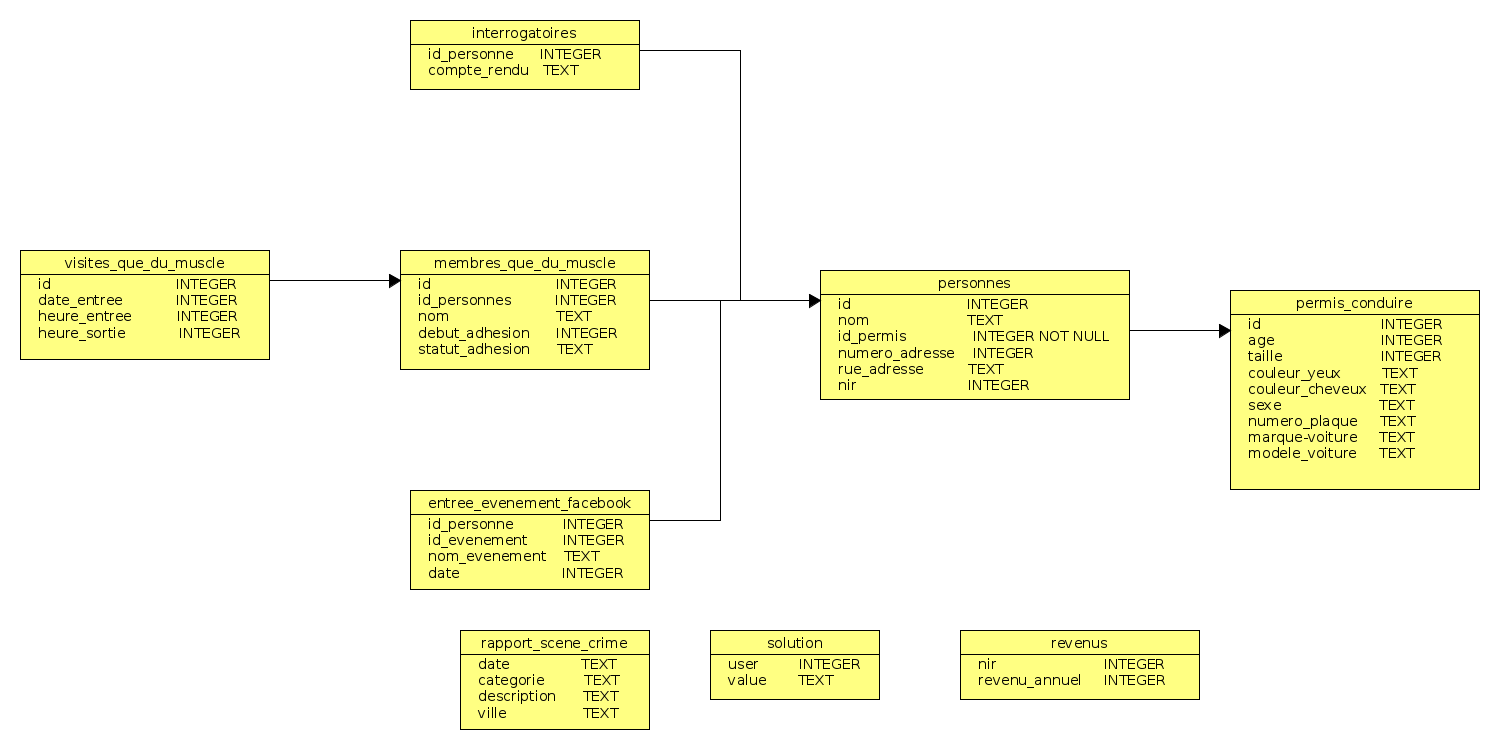 interrogatoires
id_personne INTEGER
compte_rendu TEXT
visites_que_du_muscle
id INTEGER
date_entree INTEGER
heure_entree INTEGER
heure_sortie INTEGER
membres_que_du_muscle
id INTEGER
id_personnes INTEGER
nom TEXT
debut_adhesion INTEGER
statut_adhesion TEXT
personnes
id INTEGER
nom TEXT
id_permis INTEGER NOT NULL
numero_adresse INTEGER
rue_adresse TEXT
nir INTEGER
permis_conduire
id INTEGER
age INTEGER
taille INTEGER
couleur_yeux TEXT
couleur_cheveux TEXT
sexe TEXT
numero_plaque TEXT
marque-voiture TEXT
modele_voiture TEXT
entree_evenement_facebook
id_personne INTEGER
id_evenement INTEGER
nom_evenement TEXT
date INTEGER
rapport_scene_crime
date TEXT
categorie TEXT
description TEXT
ville TEXT
solution
user INTEGER
value TEXT
revenus
nir INTEGER
revenu_annuel INTEGER